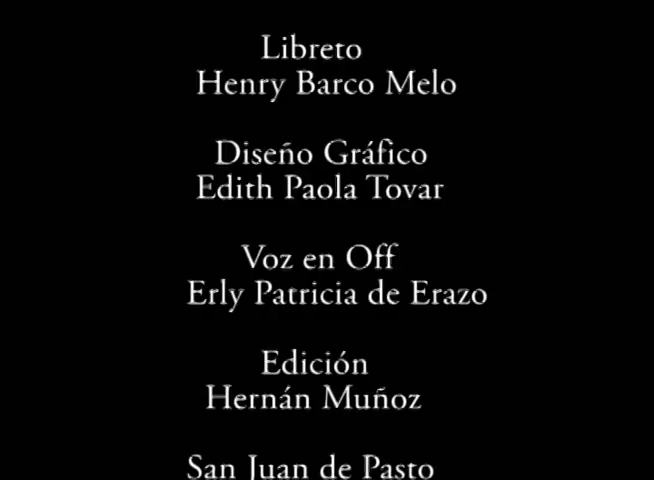 Libreto
Henry Barco Melo
Diseño Gráfico
Edith Paola Tovar
Voz en Off
Erly Patricia de Erazo
Edición
Hernán Muñoz
San Juan de Pasto